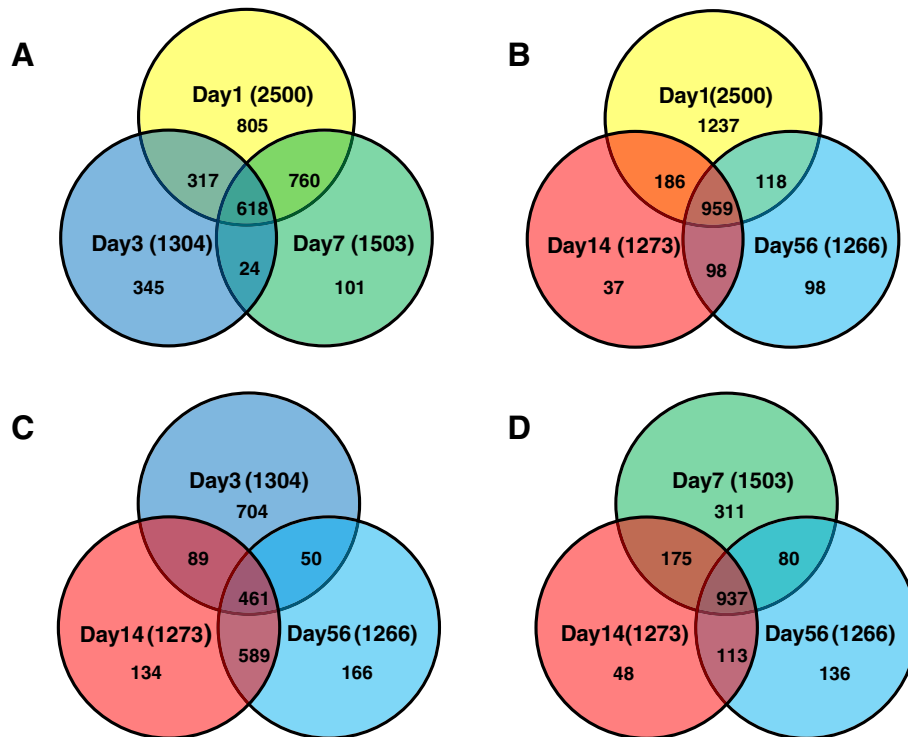 A
Day1 (2500)
805
317
760
618
Day3 (1304)
Day7 (1503)
24
345
101
B
Day1(2500)
1237
186
118
959
Day14 (1273)
Day56 (1266)
98
37
98
C
Day3 (1304)
704
89
50
461
Day14 (1273)
Day56 (1266)
589
134
166
D
Day7 (1503)
311
175
80
937
Day14(1273)
Day56 (1266)
113
48
136